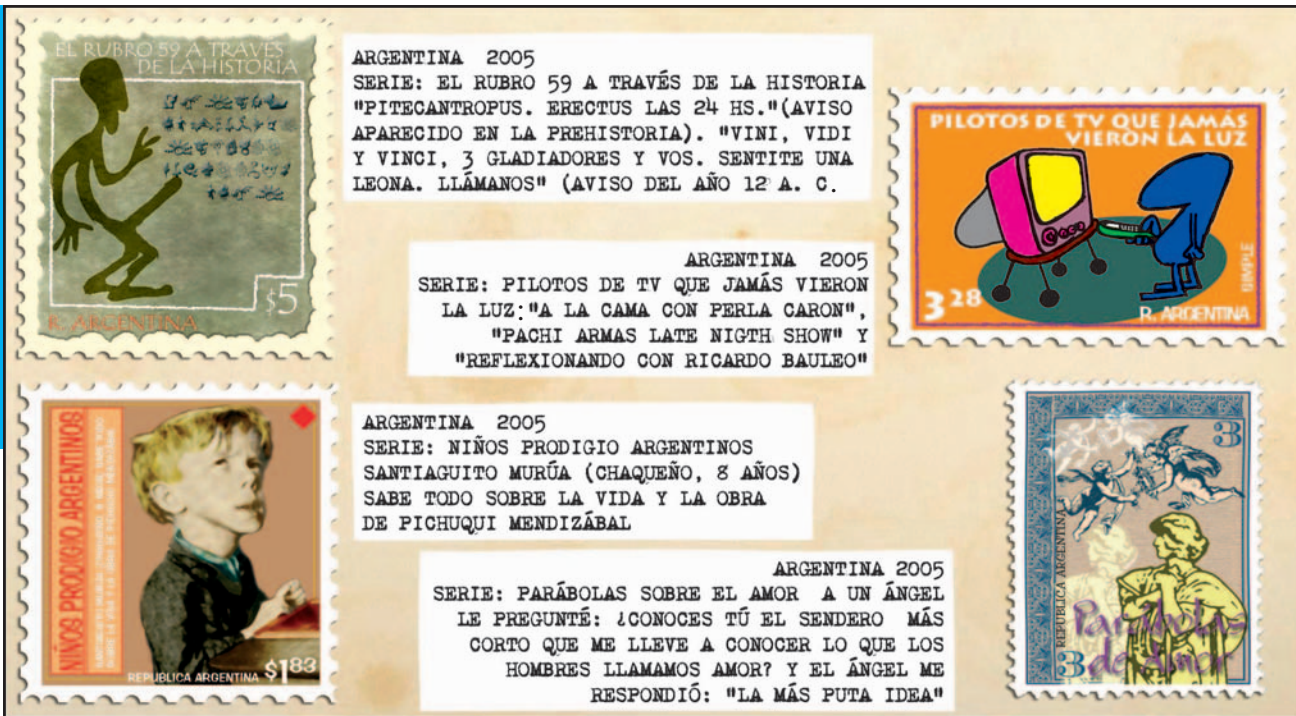 EL RUBRO 59 A TRAVÉS
DE LA HISTORIA
$5
R. ARGENTINA
ARGENTINA 2005
SERIE: EL RUBRO 59 A TRAVÉS DE LA HISTORIA
"PITECANTROPUS. ERECTUS LAS 24 HS."(AVISO
APARECIDO EN LA PREHISTORIA). "VINI, VIDI
Y VINCI, 3 GLADIADORES Y VOS. SENTITE UNA
LEONA. LLÁMANOS" (AVISO DEL AÑO 12 A. C.
PILOTOS DE TV QUE JAMÁS
VIERON LA LUZ
3 28
R. ARGENTINA
ARGENTINA 2005
SERIE: PILOTOS DE TV QUE JAMÁS VIERON
LA LUZ:"A LA CAMA CON PERLA CARON",
"PACHI ARMAS LATE NIGTH SHOW" Y
"REFLEXIONANDO CON RICARDO BAULEO"
NIÑOS PRODIGIO ARGENTINOS
REPUBLICA ARGENTINA $1 83
ARGENTINA 2005
SERIE: NIÑOS PRODIGIO ARGENTINOS
SANTIAGUITO MURÚA (CHAQUEÑO, 8 AÑOS)
SABE TODO SOBRE LA VIDA Y LA OBRA
DE PICHUQUI MENDIZÁBAL
ARGENTINA 2005
SERIE: PARÁBOLAS SOBRE EL AMOR A UN ÁNGEL
LE PREGUNTÉ: ¿CONOCES TÚ EL SENDERO MÁS
CORTO QUE ME LLEVE A CONOCER LO QUE LOS
HOMBRES LLAMAMOS AMOR? Y EL ÁNGEL ME
RESPONDIÓ: "LA MÁS PUTA IDEA"
3
3
REPUBLICA ARGENTINA
Parábola
de Amor
3